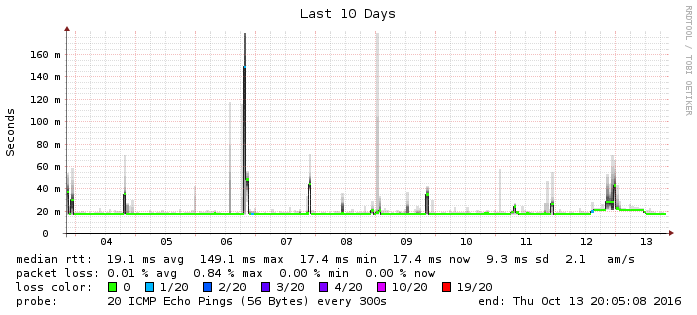 Last 10 Days
RRDTOOL / TOBI OETIKER
Seconds
160 m
140 m
120 m
100 m
80 m
60 m
40 m
20 m
0
04 05 06 07 08 09 10 11 12 13
median rtt: 19.1 ms avg 149.1 ms max 17.4 ms min 17.4 ms now 9.3 ms sd 2.1 am/s
packet loss: 0.01 % avg 0.84 % max 0.00 % min 0.00 % now
loss color: 0 1/20 2/20 3/20 4/20 10/20 19/20
probe: 20 ICMP Echo Pings (56 Bytes) every 300s end: Thu Oct 13 20:05:08 2016